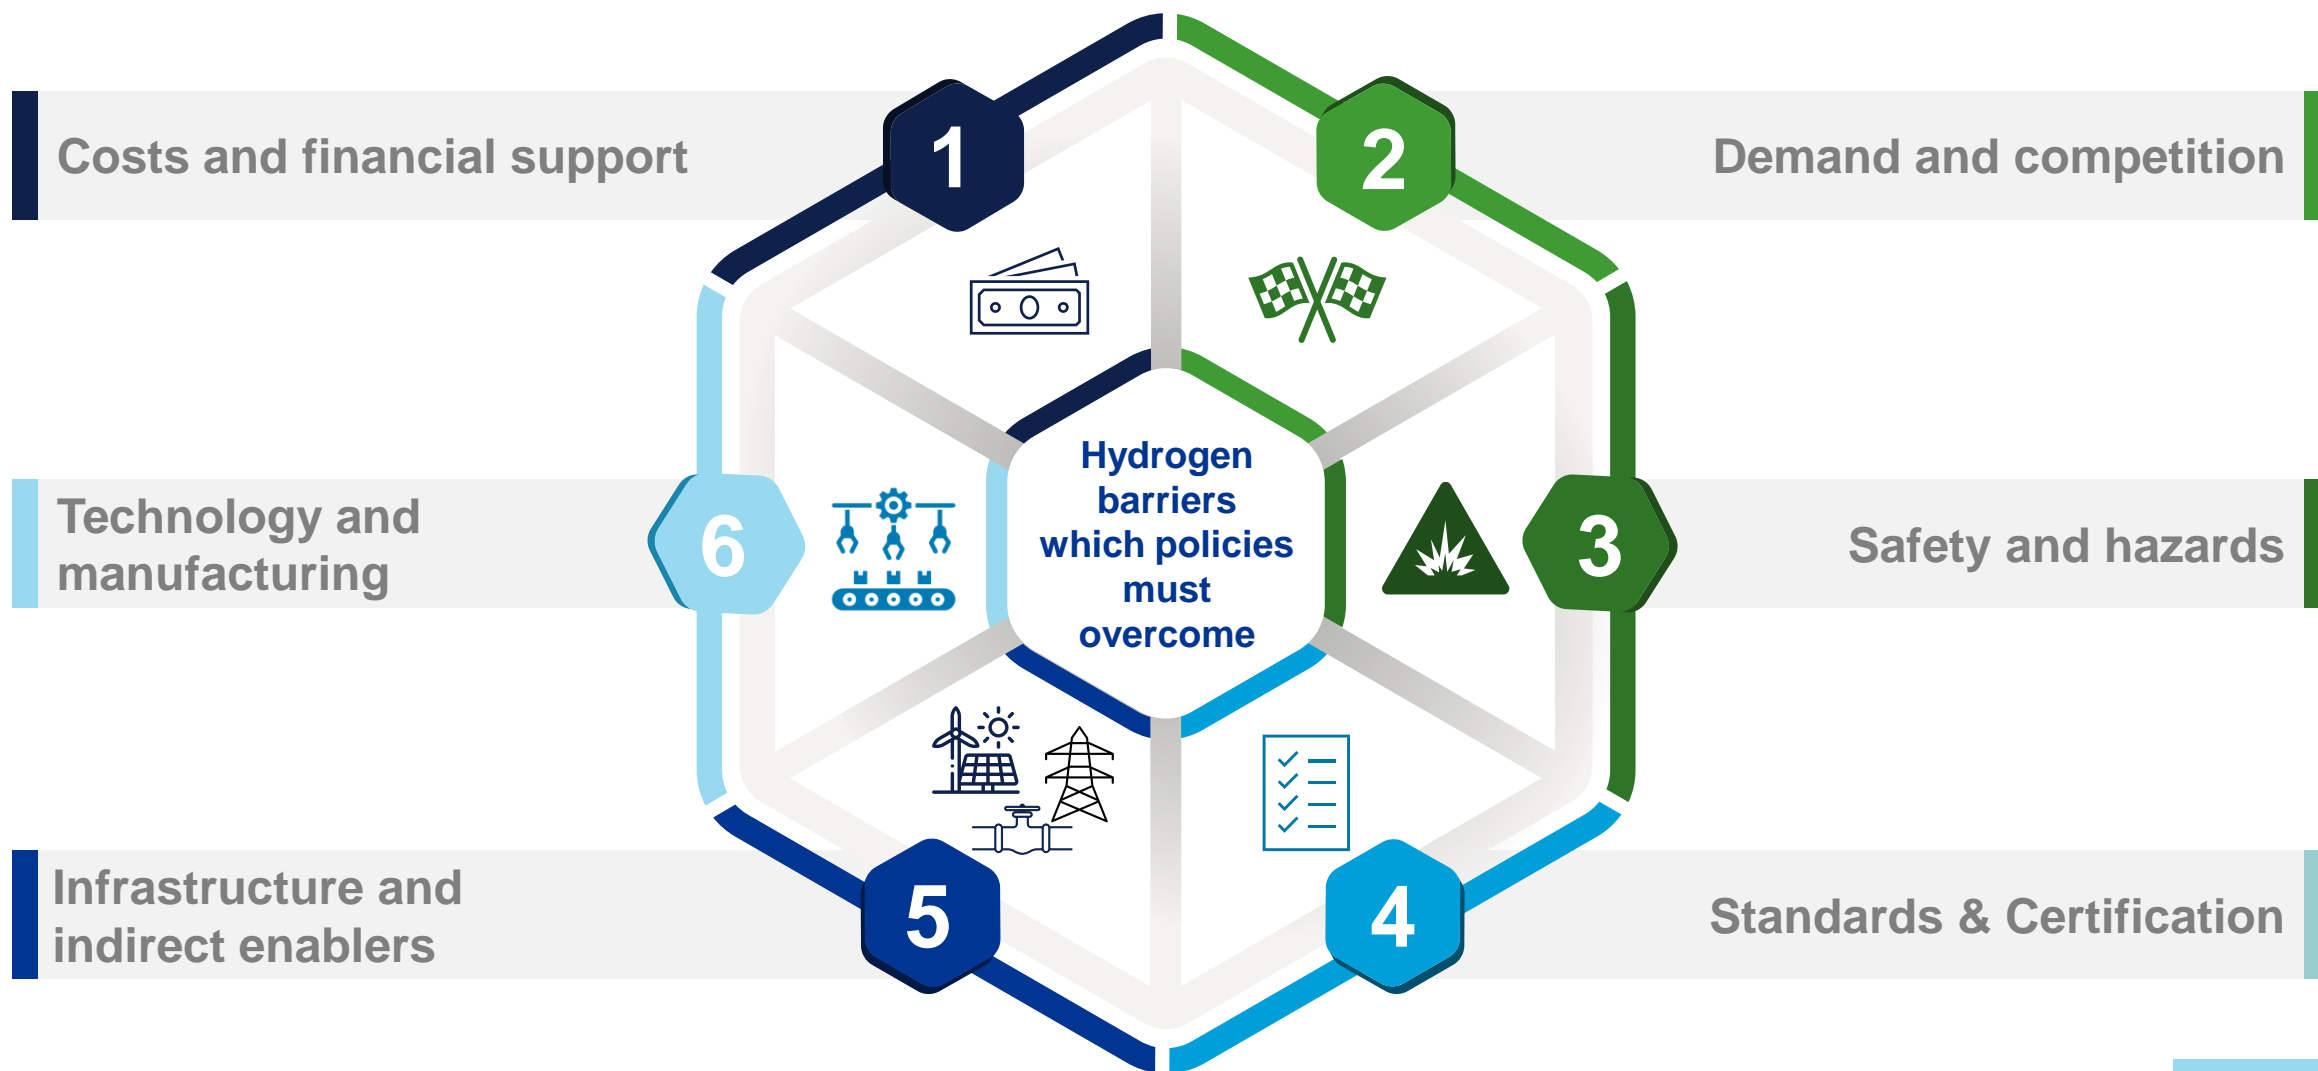 1
Costs and financial support
2
Demand and competition
Hydrogen
barriers
which policies
must
overcome
3
Safety and hazards
6
Technology and
manufacturing
5
Infrastructure and
indirect enablers
4
Standards & Certification